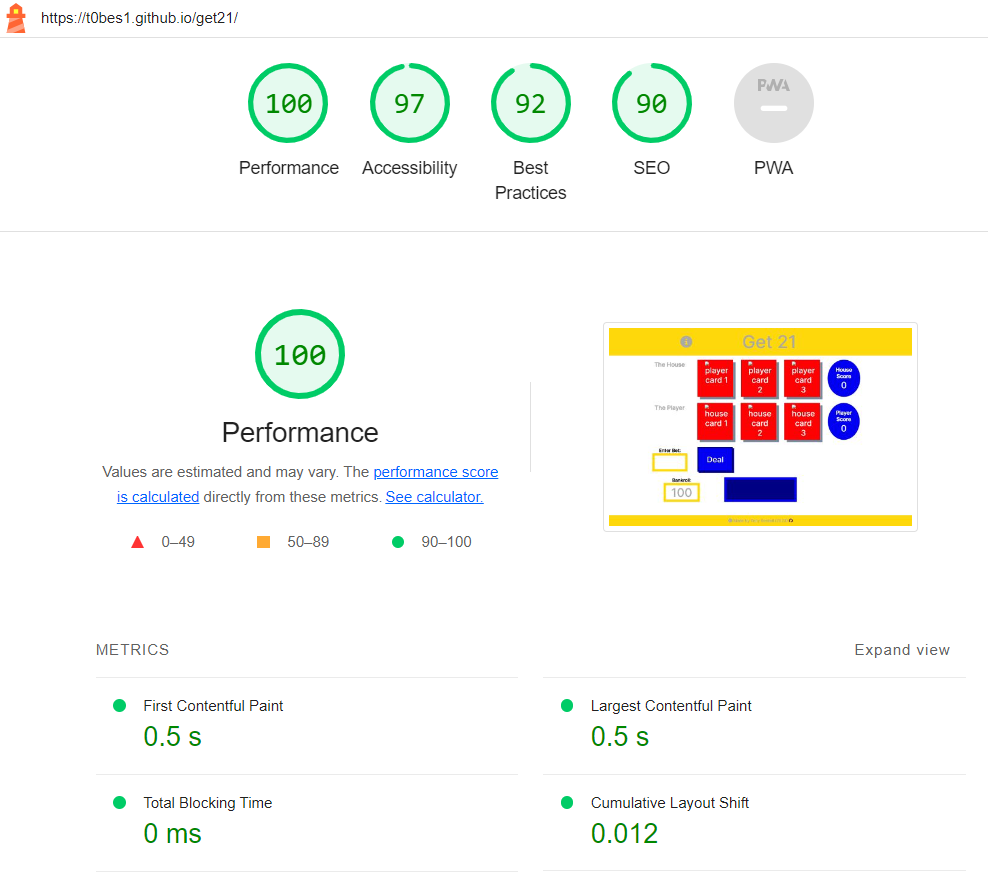 https://t0bes1.github.io/get21/
100
97
92
90
PWA
Performance
Accessibility
Best
Practices
SEO
PWA
100
Performance
Values are estimated and may vary. The performance score
is calculated directly from these metrics. See calculator.
0–49
50–89
90–100
i
Get 21
The House
player
card 1
player
card
2
player
card
3
House
Score
0
The Player
house
card 1
house
card
2
house
card
3
Player
Score
0
Enter Bet:
Deal
Bankroll
100
METRICS
Expand view
First Contentful Paint
0.5 s
Largest Contentful Paint
0.5 s
Total Blocking Time
0 ms
Cumulative Layout Shift
0.012